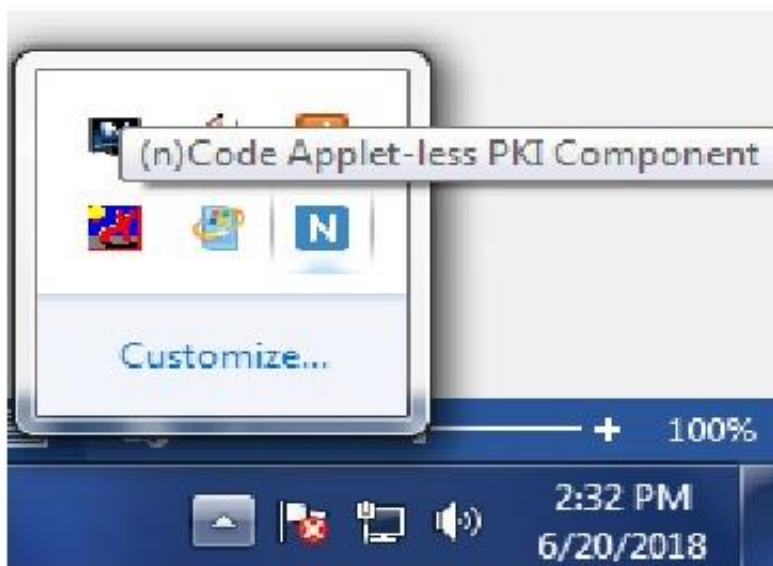 (n)Code Applet-less PKI Component
N
Customize...
100%
2:32 PM
6/20/2018